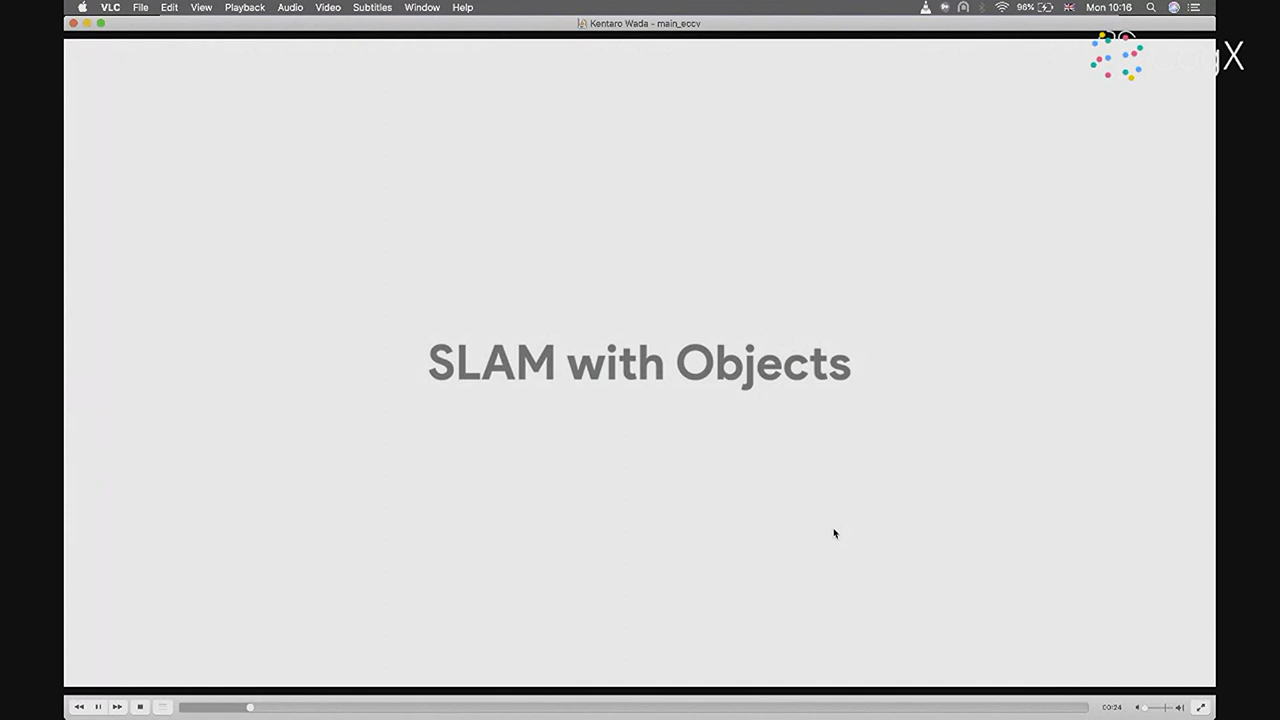 VLC File Edit View Playback Audio Video Subtitles Window Help 96% Mon 10:16
Kentaro Wada - main_eccv
X
SLAM with Objects
00:24